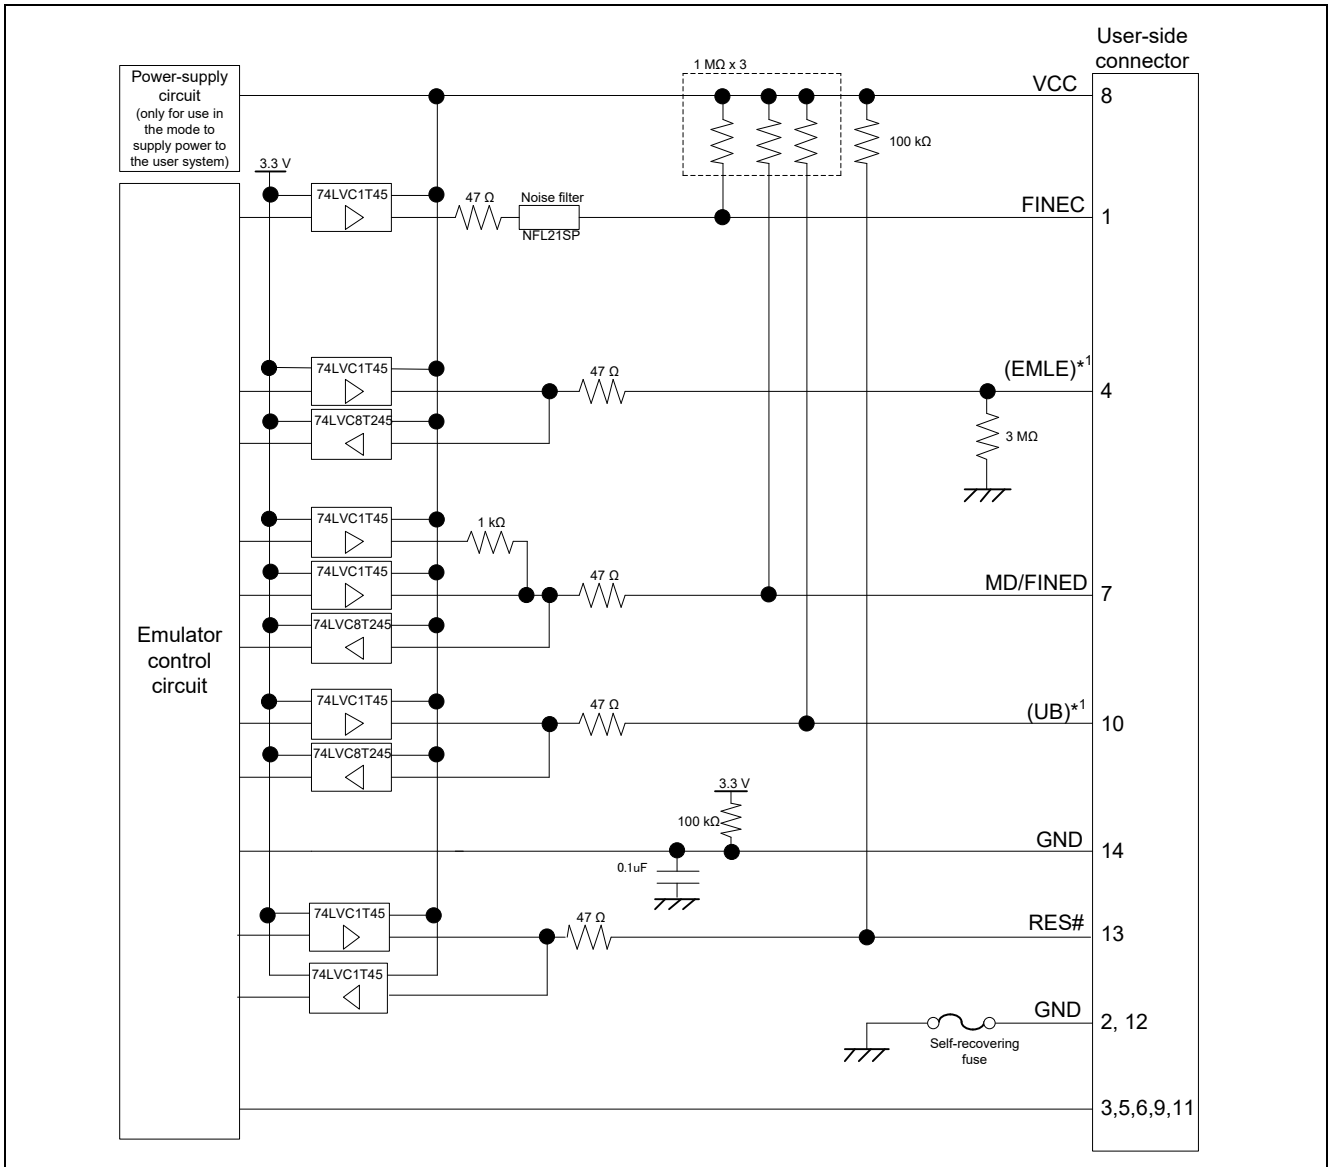 User-side
connector
Power-supply
circuit
(only for use in
the mode to
supply power to
the user system)
1 MΩ x 3
VCC
8
100 kΩ
3.3 V
74LVC1T45
47 Ω
Noise filter
NFL21SP
FINEC
1
74LVC1T45
47 Ω
(EMLE)*1
4
74LVC8T245
3 MΩ
74LVC1T45
1 kΩ
74LVC1T45
47 Ω
MD/FINED
7
74LVC8T245
Emulator
control
circuit
74LVC1T45
47 Ω
(UB)*1
10
74LVC8T245
3.3 V
100 kΩ
GND
14
0.1uF
74LVC1T45
47 Ω
RES#
13
74LVC1T45
GND
2, 12
Self-recovering
fuse
3,5,6,9,11